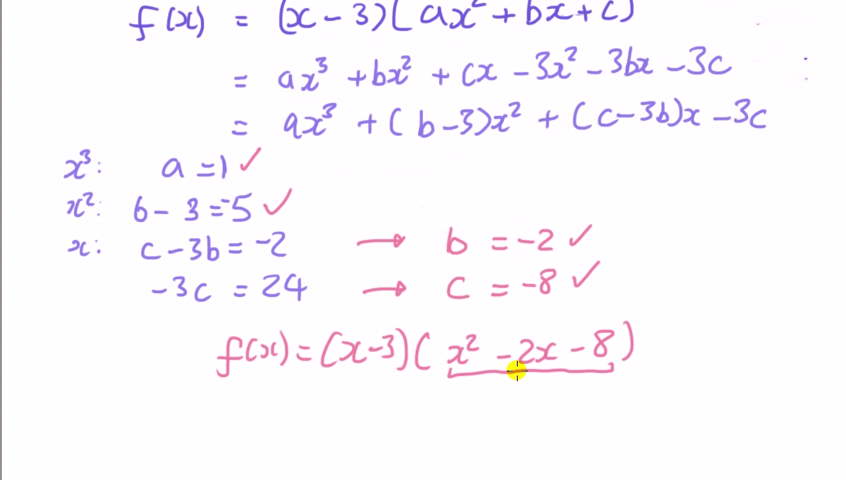 f(x) = (x - 3)(ax² + bx + c)
= ax³ + bx² + cx - 3x² - 3bx - 3c
= ax³ + (b-3)x² + (c-3b)x - 3c
x³: a = 1 ✓
x²: b - 3 = -5 ✓
x: c - 3b = -2 → b = -2 ✓
-3c = 24 → c = -8 ✓
f(x) = (x-3)(x² - 2x - 8)